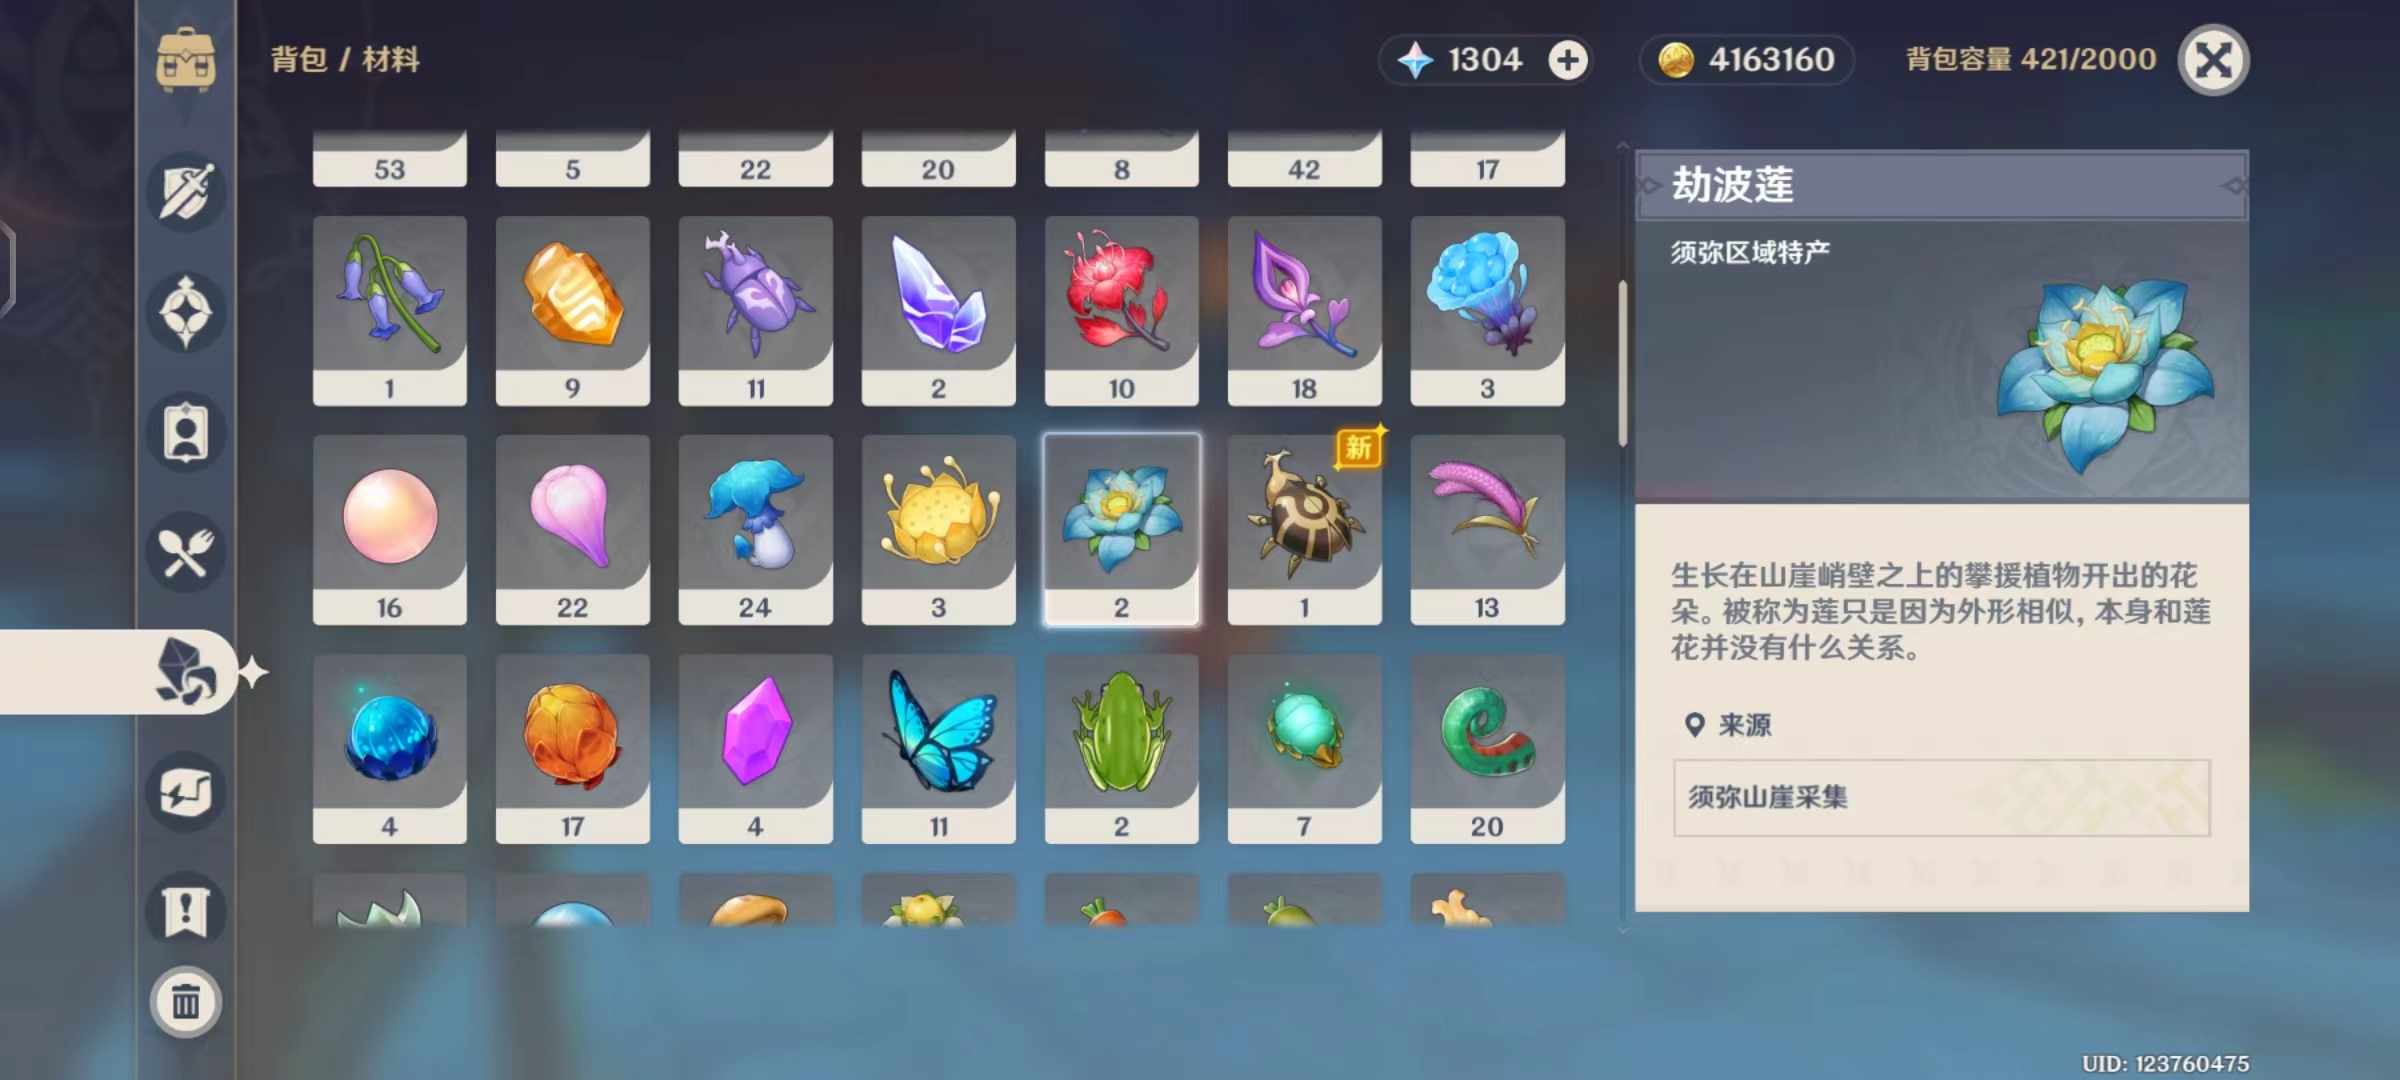 背包 / 材料
1304
4163160
背包容量 421/2000
53
5
22
20
8
42
17
1
9
11
2
10
18
3
新
16
22
24
3
2
1
13
4
17
4
11
2
7
20
劫波莲
须弥区域特产
生长在山崖峭壁之上的攀援植物开出的花
朵。被称为莲只是因为外形相似，本身和莲
花并没有什么关系。
来源
须弥山崖采集
UID: 123760475